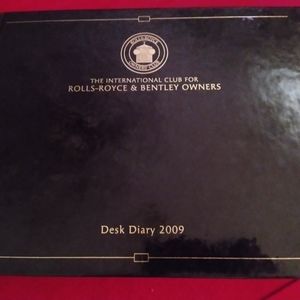 THE INTERNATIONAL CLUB FOR
ROLLS-ROYCE & BENTLEY OWNERS
Desk Diary 2009